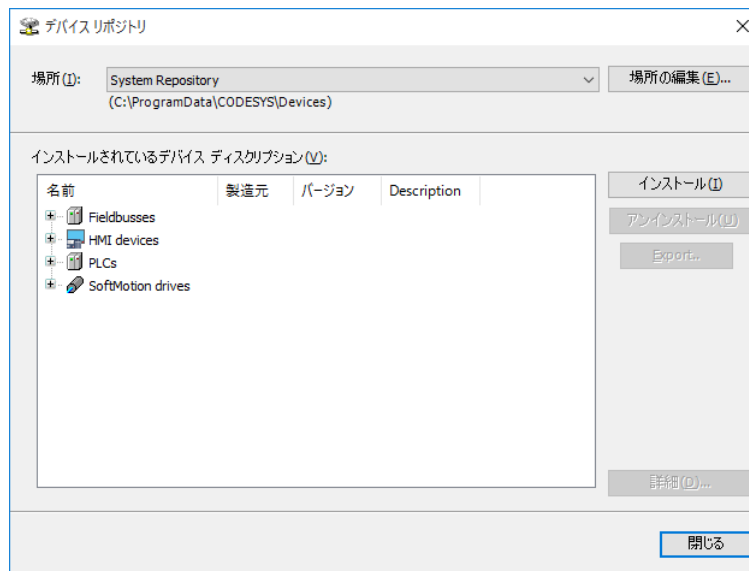 デバイス リポジトリ
場所(I): System Repository 場所の編集(E)...
(C:\ProgramData\CODESYS\Devices)
インストールされているデバイス ディスクリプション(V):
名前 製造元 バージョン Description インストール(I)
Fieldbusses アンインストール(U)
HMI devices Export..
PLCs
SoftMotion drives
詳細(D)...
閉じる